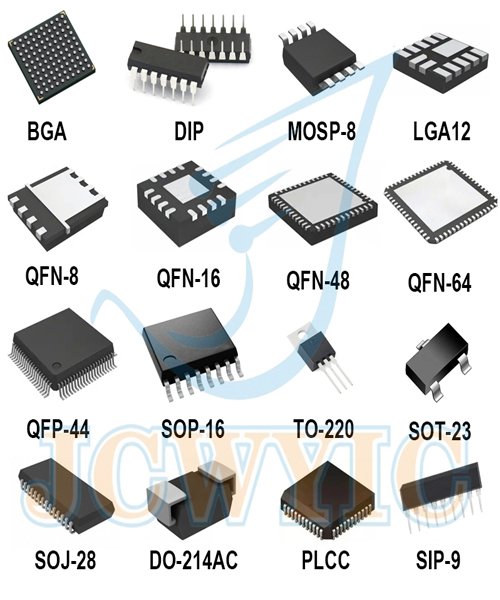 BGA DIP MOSP-8 LGA12
QFN-8 QFN-16 QFN-48 QFN-64
QFP-44 SOP-16 TO-220 SOT-23
JCWYIC
SOJ-28 DO-214AC PLCC SIP-9